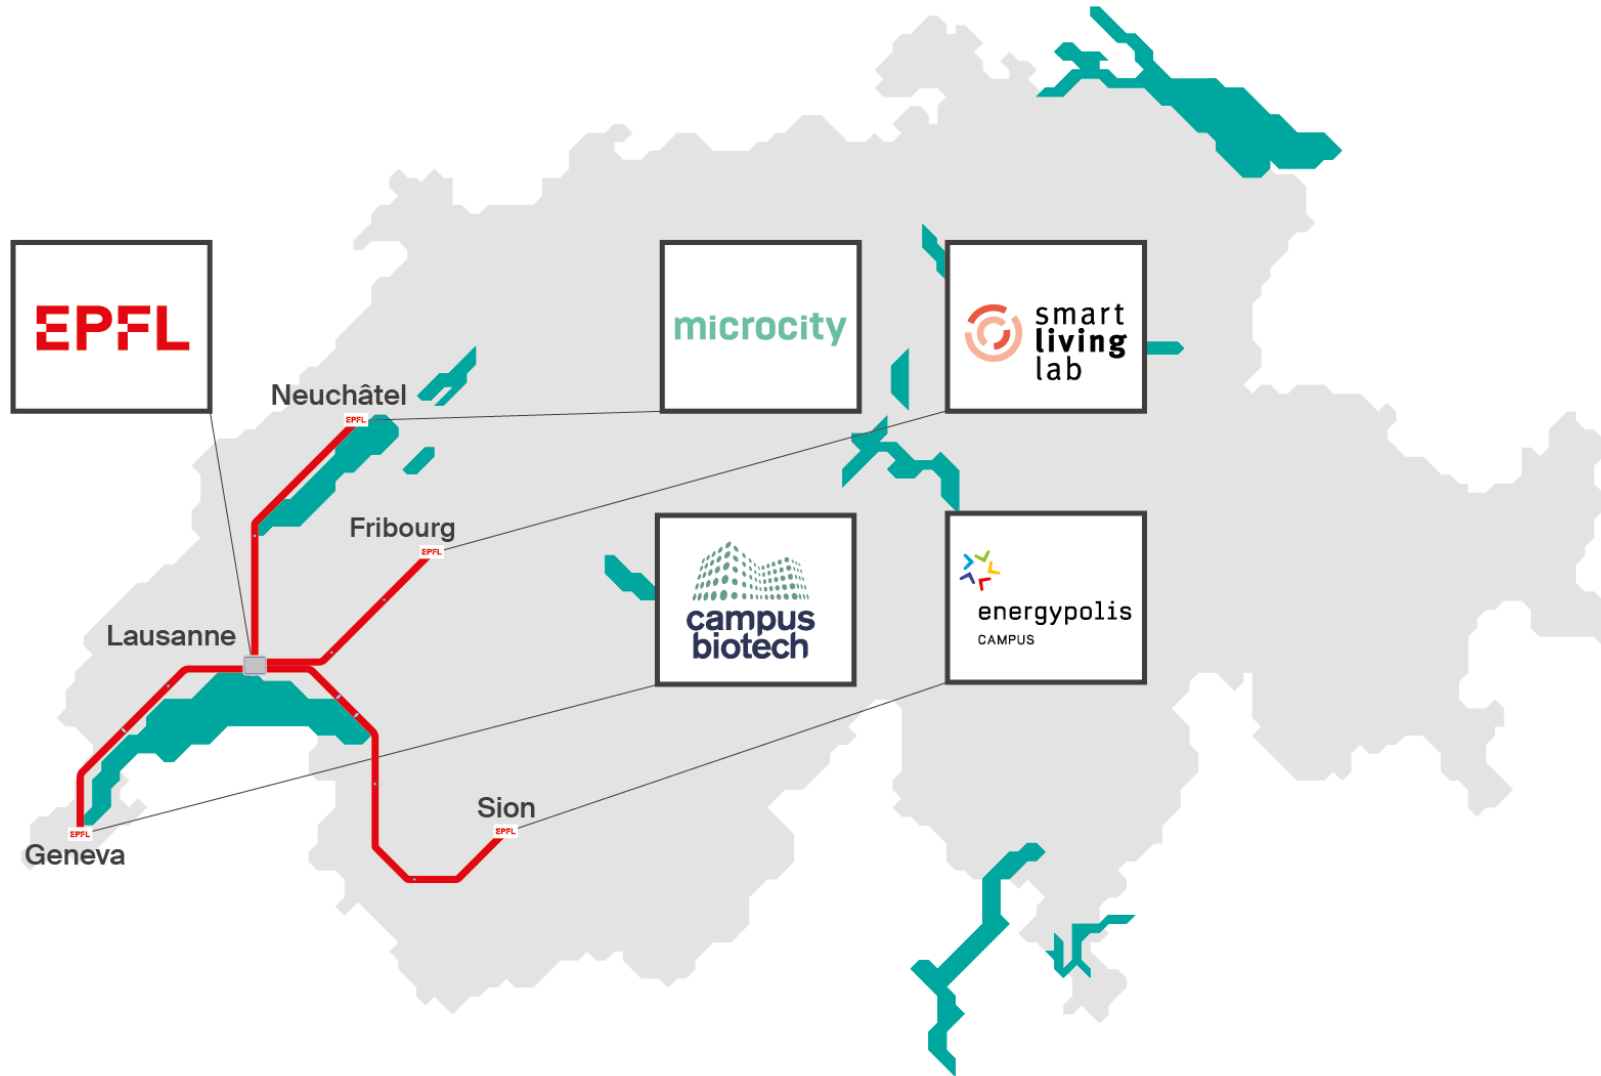 EPFL
microcity
smart
living
lab
Neuchâtel
EPFL
Fribourg
EPFL
campus
biotech
energypolis
CAMPUS
Lausanne
Sion
EPFL
EPFL
Geneva